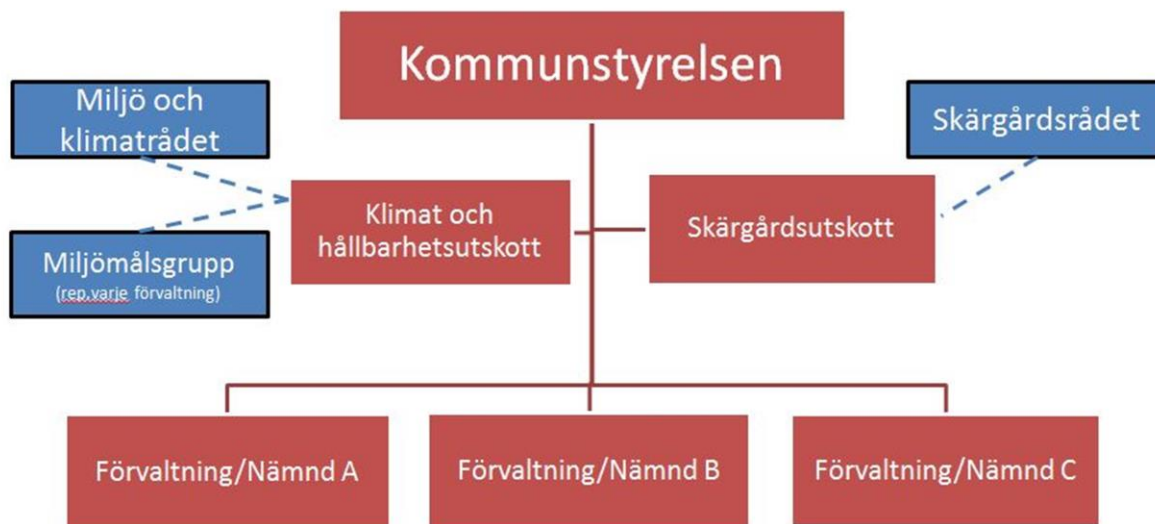 Kommunstyrelsen
Miljö och
klimatrådet
Skärgårdsrådet
Klimat och
hållbarhetsutskott
Skärgårdsutskott
Miljömålsgrupp
(rep.varje förvaltning)
Förvaltning/Nämnd A
Förvaltning/Nämnd B
Förvaltning/Nämnd C